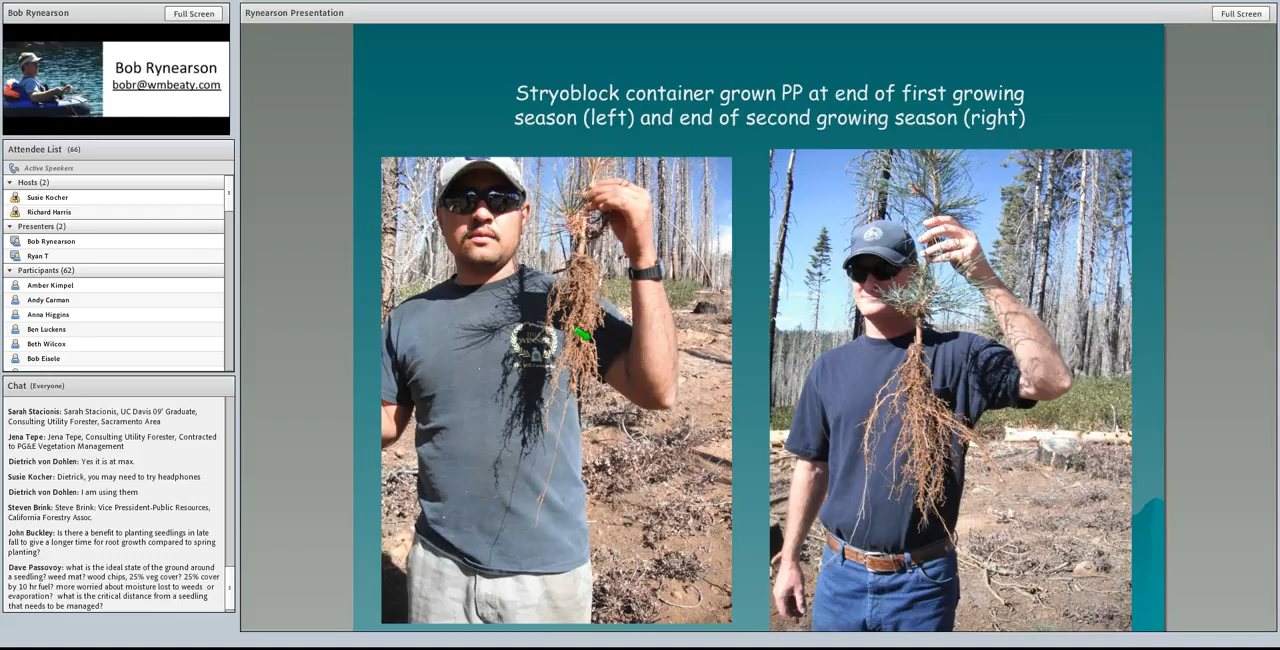 Bob Rynearson
Full Screen
Bob Rynearson
bobr@wmbeaty.com
Attendee List (66)
Active Speakers
Hosts (2)
Susie Kocher
Richard Harris
Presenters (2)
Bob Rynearson
Ryan T
Participants (62)
Amber Kimpel
Andy Carman
Anna Higgins
Ben Luckens
Beth Wilcox
Bob Eisele
Chat (Everyone)
Sarah Stacionis: Sarah Stacionis, UC Davis 09' Graduate,
Consulting Utility Forester, Sacramento Area
Jena Tepe: Jena Tepe, Consulting Utility Forester, Contracted
to PG&E Vegetation Management
Dietrich von Dohlen: Yes it is at max.
Susie Kocher: Dietrick, you may need to try headphones
Dietrich von Dohlen: I am using them
Steven Brink: Steve Brink: Vice President-Public Resources,
California Forestry Assoc.
John Buckley: Is there a benefit to planting seedlings in late
fall to give a longer time for root growth compared to spring
planting?
Dave Passovoy: what is the ideal state of the ground around
a seedling? weed mat? wood chips, 25% veg cover? 25% cover
by 10 hr fuel? more worried about moisture lost to weeds or
evaporation? what is the critical distance from a seedling
that needs to be managed?
Rynearson Presentation
Full Screen
Stryoblock container grown PP at end of first growing
season (left) and end of second growing season (right)